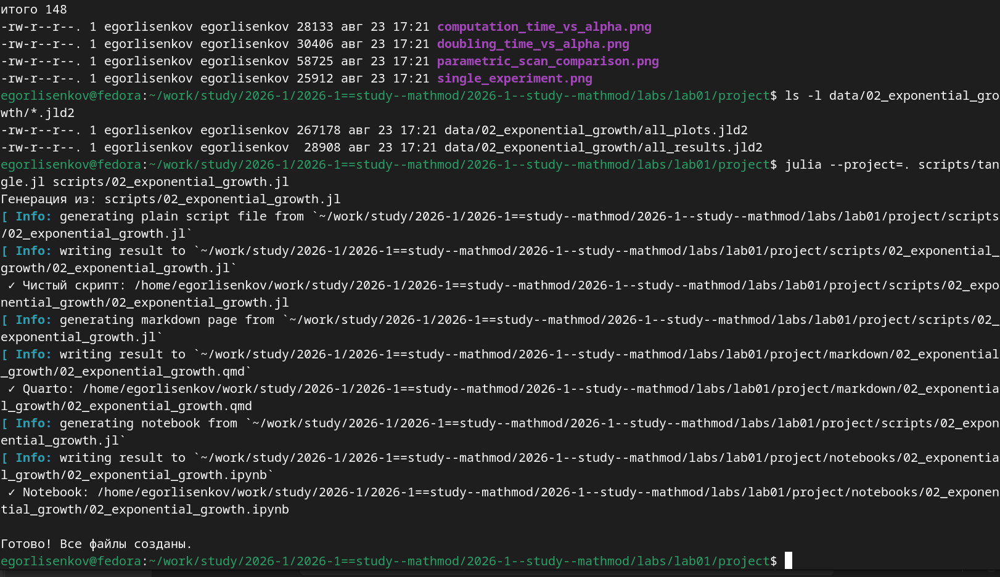 итого 148
-rw-r--r--. 1 egorlisenkov egorlisenkov 28133 авг 23 17:21 computation_time_vs_alpha.png
-rw-r--r--. 1 egorlisenkov egorlisenkov 30406 авг 23 17:21 doubling_time_vs_alpha.png
-rw-r--r--. 1 egorlisenkov egorlisenkov 58725 авг 23 17:21 parametric_scan_comparison.png
-rw-r--r--. 1 egorlisenkov egorlisenkov 25912 авг 23 17:21 single_experiment.png
egorlisenkov@fedora:~/work/study/2026-1/2026-1==study--mathmod/2026-1--study--mathmod/labs/lab01/project$ ls -l data/02_exponential_gro
wth/*.jld2
-rw-r--r--. 1 egorlisenkov egorlisenkov 267178 авг 23 17:21 data/02_exponential_growth/all_plots.jld2
-rw-r--r--. 1 egorlisenkov egorlisenkov  28908 авг 23 17:21 data/02_exponential_growth/all_results.jld2
egorlisenkov@fedora:~/work/study/2026-1/2026-1==study--mathmod/2026-1--study--mathmod/labs/lab01/project$ julia --project=. scripts/tan
gle.jl scripts/02_exponential_growth.jl
Генерация из: scripts/02_exponential_growth.jl
[ Info: generating plain script file from `~/work/study/2026-1/2026-1==study--mathmod/2026-1--study--mathmod/labs/lab01/project/scripts
/02_exponential_growth.jl`
[ Info: writing result to `~/work/study/2026-1/2026-1==study--mathmod/2026-1--study--mathmod/labs/lab01/project/scripts/02_exponential_
growth/02_exponential_growth.jl`
 ✓ Чистый скрипт: /home/egorlisenkov/work/study/2026-1/2026-1==study--mathmod/2026-1--study--mathmod/labs/lab01/project/scripts/02_expo
nential_growth/02_exponential_growth.jl
[ Info: generating markdown page from `~/work/study/2026-1/2026-1==study--mathmod/2026-1--study--mathmod/labs/lab01/project/scripts/02_
exponential_growth.jl`
[ Info: writing result to `~/work/study/2026-1/2026-1==study--mathmod/2026-1--study--mathmod/labs/lab01/project/markdown/02_exponential
_growth/02_exponential_growth.qmd`
 ✓ Quarto: /home/egorlisenkov/work/study/2026-1/2026-1==study--mathmod/2026-1--study--mathmod/labs/lab01/project/markdown/02_exponentia
l_growth/02_exponential_growth.qmd
[ Info: generating notebook from `~/work/study/2026-1/2026-1==study--mathmod/2026-1--study--mathmod/labs/lab01/project/scripts/02_expon
ential_growth.jl`
[ Info: writing result to `~/work/study/2026-1/2026-1==study--mathmod/2026-1--study--mathmod/labs/lab01/project/notebooks/02_exponentia
l_growth/02_exponential_growth.ipynb`
 ✓ Notebook: /home/egorlisenkov/work/study/2026-1/2026-1==study--mathmod/2026-1--study--mathmod/labs/lab01/project/notebooks/02_exponen
tial_growth/02_exponential_growth.ipynb

Готово! Все файлы созданы.
egorlisenkov@fedora:~/work/study/2026-1/2026-1==study--mathmod/2026-1--study--mathmod/labs/lab01/project$